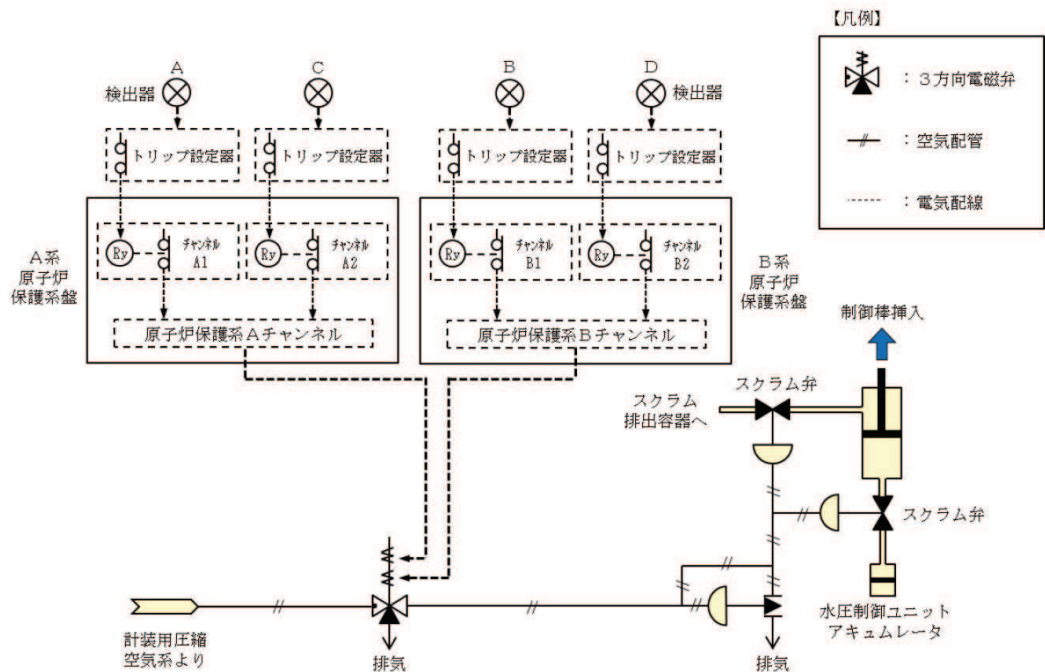 【凡例】
：３方向電磁弁
：空気配管
：電気配線
A
C
B
D
検出器
検出器
トリップ設定器
トリップ設定器
トリップ設定器
トリップ設定器
A系
原子炉
保護系盤
Ry
チャンネル
A1
Ry
チャンネル
A2
Ry
チャンネル
B1
Ry
チャンネル
B2
B系
原子炉
保護系盤
原子炉保護系Aチャンネル
原子炉保護系Bチャンネル
制御棒挿入
スクラム弁
スクラム
排出容器へ
スクラム弁
水圧制御ユニット
アキュムレータ
計装用圧縮
空気系より
排気
排気